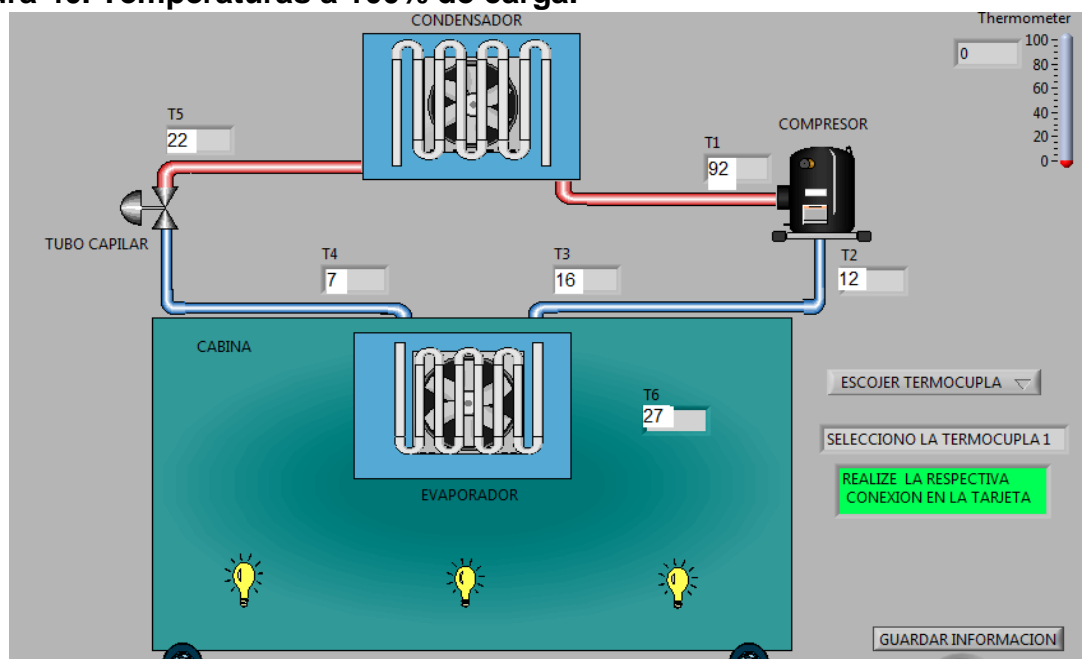 Temperaturas a 100% de carga.
CONDENSADOR
Thermometer
0
100
80
60
40
20
0
T5
22
COMPRESOR
T1
92
TUBO CAPILAR
T4
7
T3
16
T2
12
CABINA
T6
27
ESCOJER TERMOCUPLA
SELECCIONO LA TERMOCUPLA 1
REALIZE LA RESPECTIVA
CONEXION EN LA TARJETA
EVAPORADOR
GUARDAR INFORMACION